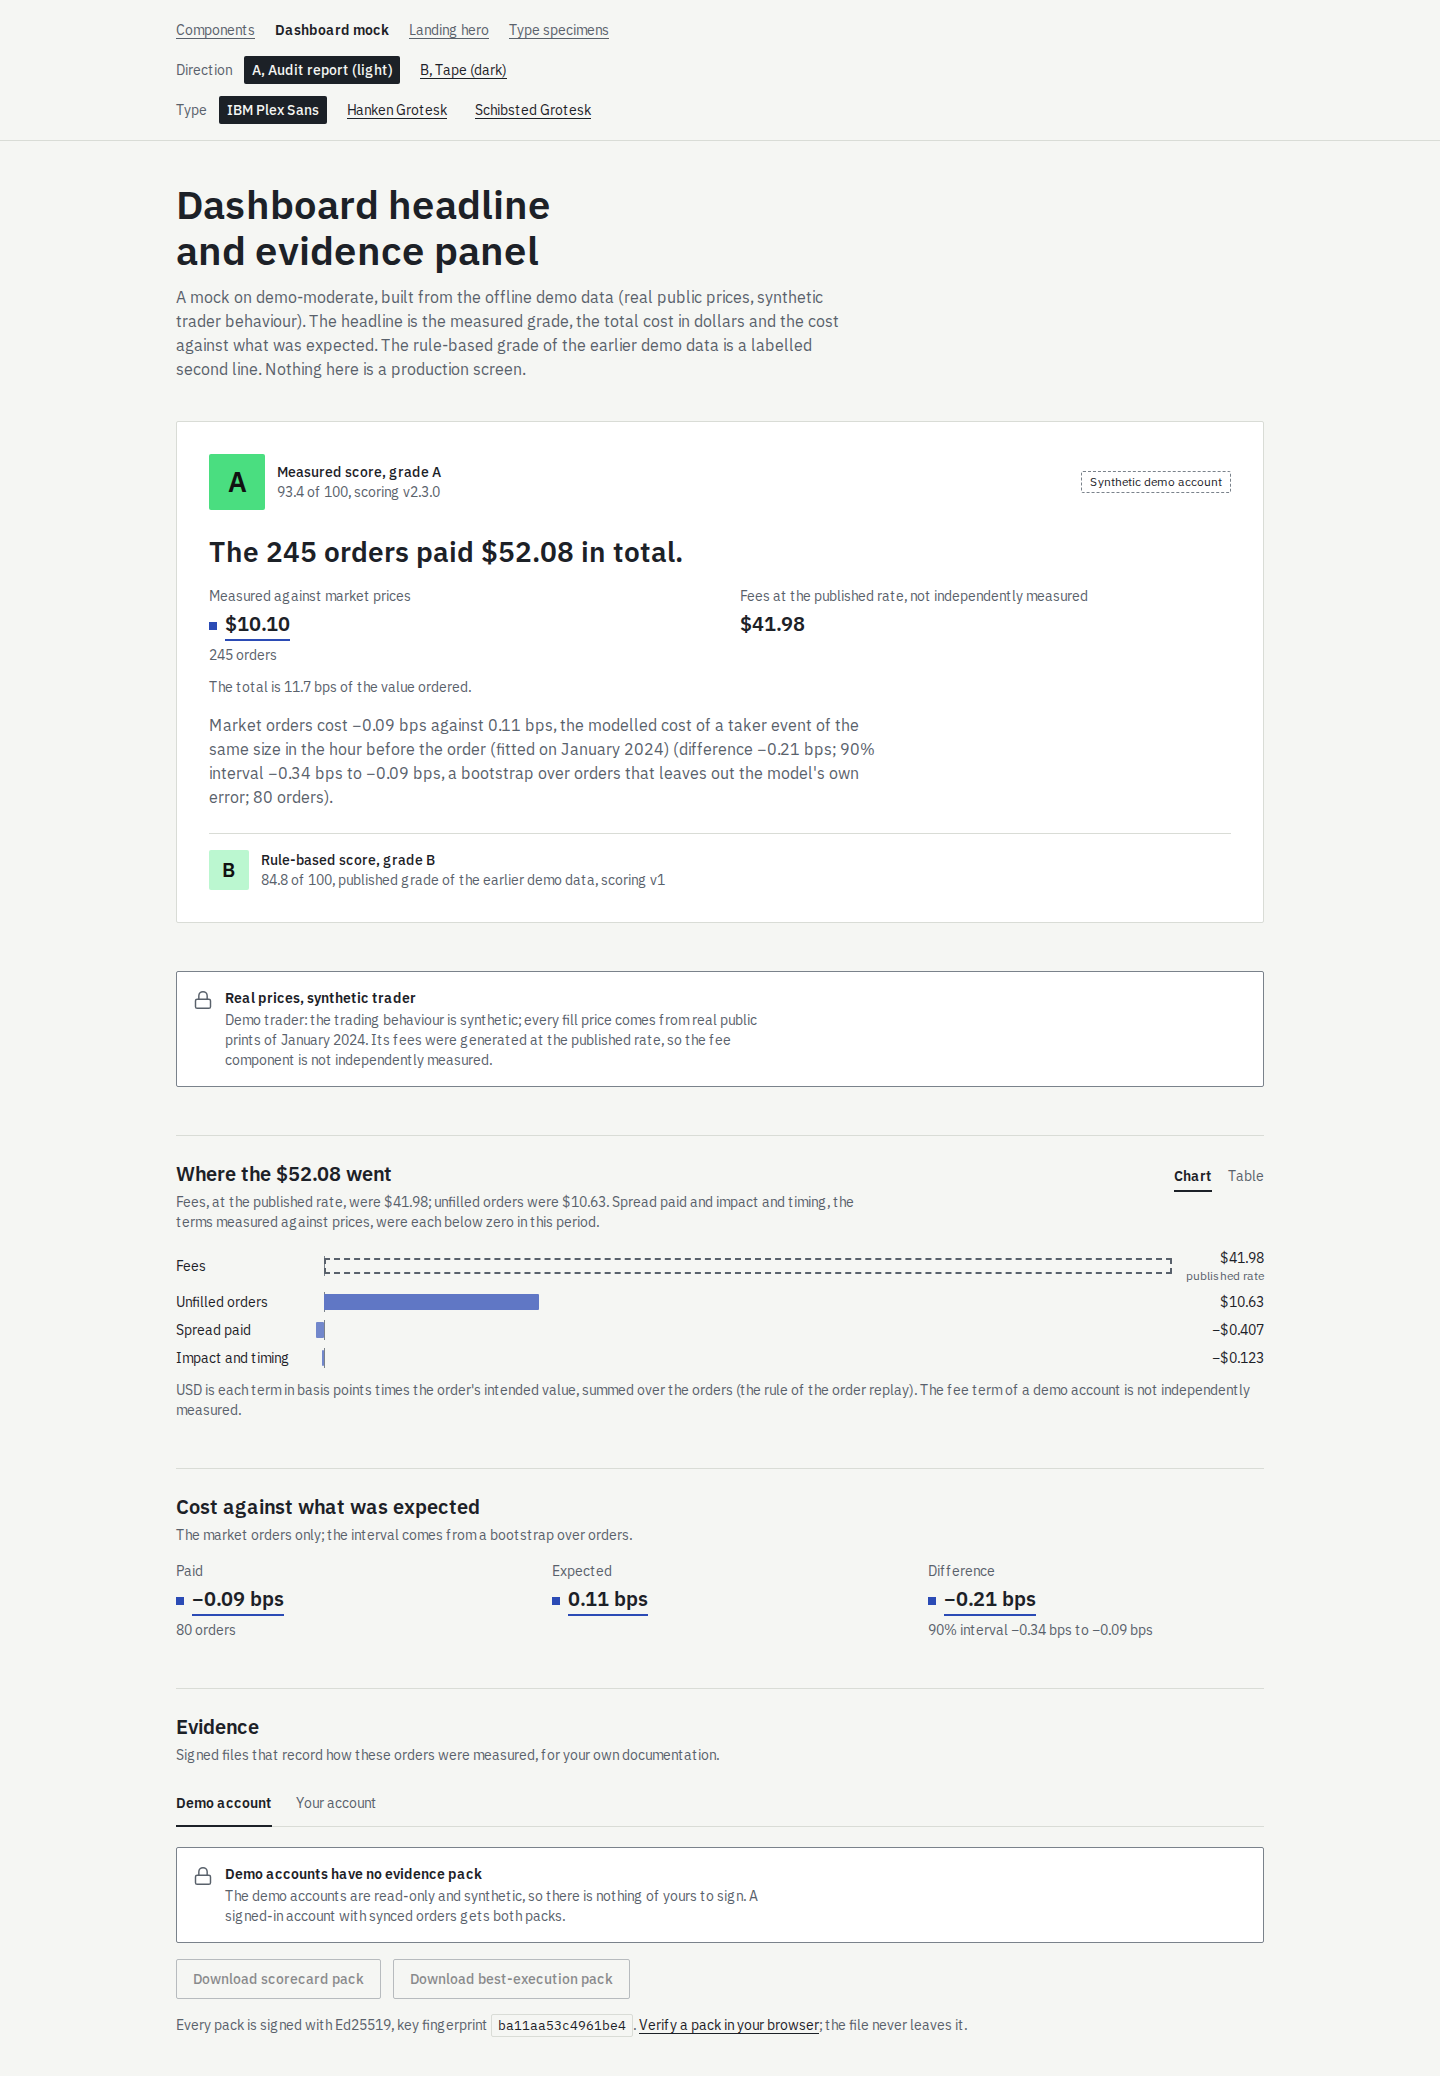 Components Dashboard mock Landing hero Type specimens
Direction A, Audit report (light) B, Tape (dark)
Type IBM Plex Sans Hanken Grotesk Schibsted Grotesk
Dashboard headline
and evidence panel
A mock on demo-moderate, built from the offline demo data (real public prices, synthetic
trader behaviour). The headline is the measured grade, the total cost in dollars and the cost
against what was expected. The rule-based grade of the earlier demo data is a labelled
second line. Nothing here is a production screen.
A
Measured score, grade A
93.4 of 100, scoring v2.3.0
Synthetic demo account
The 245 orders paid $52.08 in total.
Measured against market prices
$10.10
245 orders
Fees at the published rate, not independently measured
$41.98
The total is 11.7 bps of the value ordered.
Market orders cost −0.09 bps against 0.11 bps, the modelled cost of a taker event of the
same size in the hour before the order (fitted on January 2024) (difference −0.21 bps; 90%
interval −0.34 bps to −0.09 bps, a bootstrap over orders that leaves out the model's own
error; 80 orders).
B
Rule-based score, grade B
84.8 of 100, published grade of the earlier demo data, scoring v1
Real prices, synthetic trader
Demo trader: the trading behaviour is synthetic; every fill price comes from real public
prints of January 2024. Its fees were generated at the published rate, so the fee
component is not independently measured.
Where the $52.08 went
Chart Table
Fees, at the published rate, were $41.98; unfilled orders were $10.63. Spread paid and impact and timing, the
terms measured against prices, were each below zero in this period.
Fees $41.98
published rate
Unfilled orders $10.63
Spread paid −$0.407
Impact and timing −$0.123
USD is each term in basis points times the order's intended value, summed over the orders (the rule of the order replay). The fee term of a demo account is not independently
measured.
Cost against what was expected
The market orders only; the interval comes from a bootstrap over orders.
Paid
−0.09 bps
80 orders
Expected
0.11 bps
Difference
−0.21 bps
90% interval −0.34 bps to −0.09 bps
Evidence
Signed files that record how these orders were measured, for your own documentation.
Demo account Your account
Demo accounts have no evidence pack
The demo accounts are read-only and synthetic, so there is nothing of yours to sign. A
signed-in account with synced orders gets both packs.
Download scorecard pack Download best-execution pack
Every pack is signed with Ed25519, key fingerprint ba11aa53c4961be4. Verify a pack in your browser; the file never leaves it.